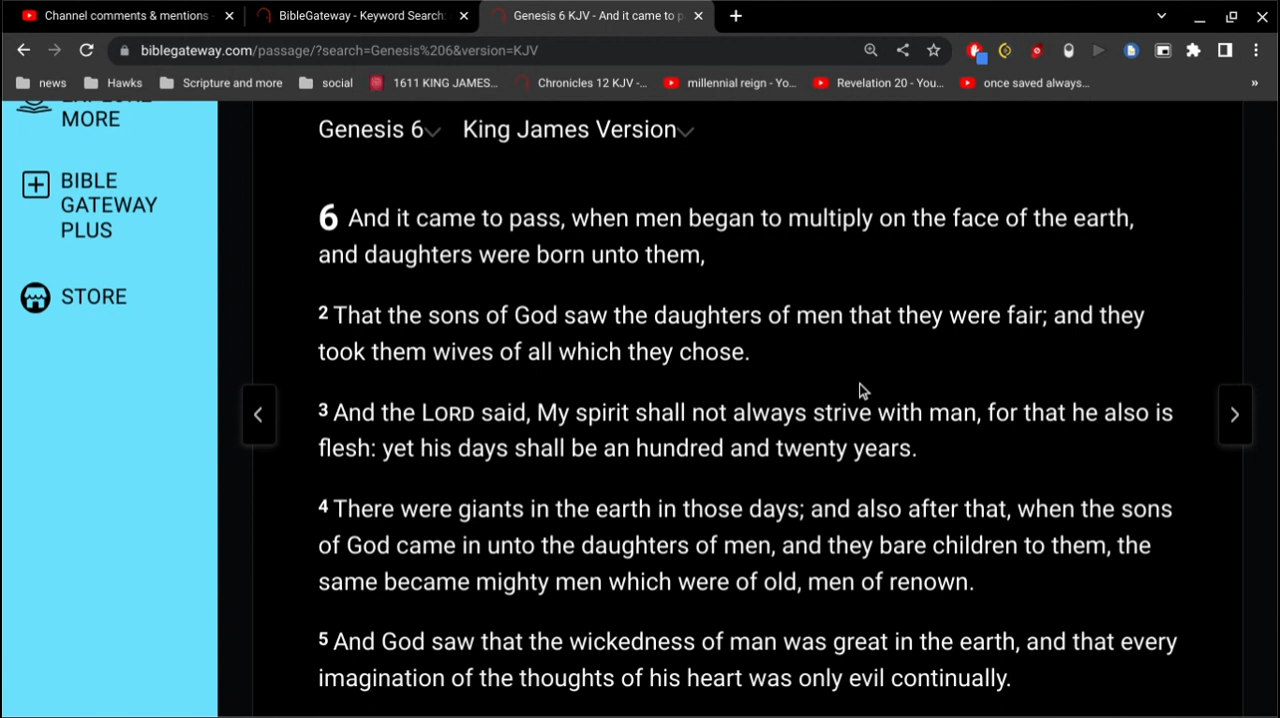 Channel comments & mentions
BibleGateway - Keyword Search:
Genesis 6 KJV - And it came to p
biblegateway.com/passage/?search=Genesis%206&version=KJV
news
Hawks
Scripture and more
social
1611 KING JAMES...
Chronicles 12 KJV -...
millennial reign - Yo...
Revelation 20 - You...
once saved always...
»
EXPLORE
MORE
BIBLE
GATEWAY
PLUS
STORE
Genesis 6 King James Version
6 And it came to pass, when men began to multiply on the face of the earth,
and daughters were born unto them,
2 That the sons of God saw the daughters of men that they were fair; and they
took them wives of all which they chose.
3 And the LORD said, My spirit shall not always strive with man, for that he also is
flesh: yet his days shall be an hundred and twenty years.
4 There were giants in the earth in those days; and also after that, when the sons
of God came in unto the daughters of men, and they bare children to them, the
same became mighty men which were of old, men of renown.
5 And God saw that the wickedness of man was great in the earth, and that every
imagination of the thoughts of his heart was only evil continually.